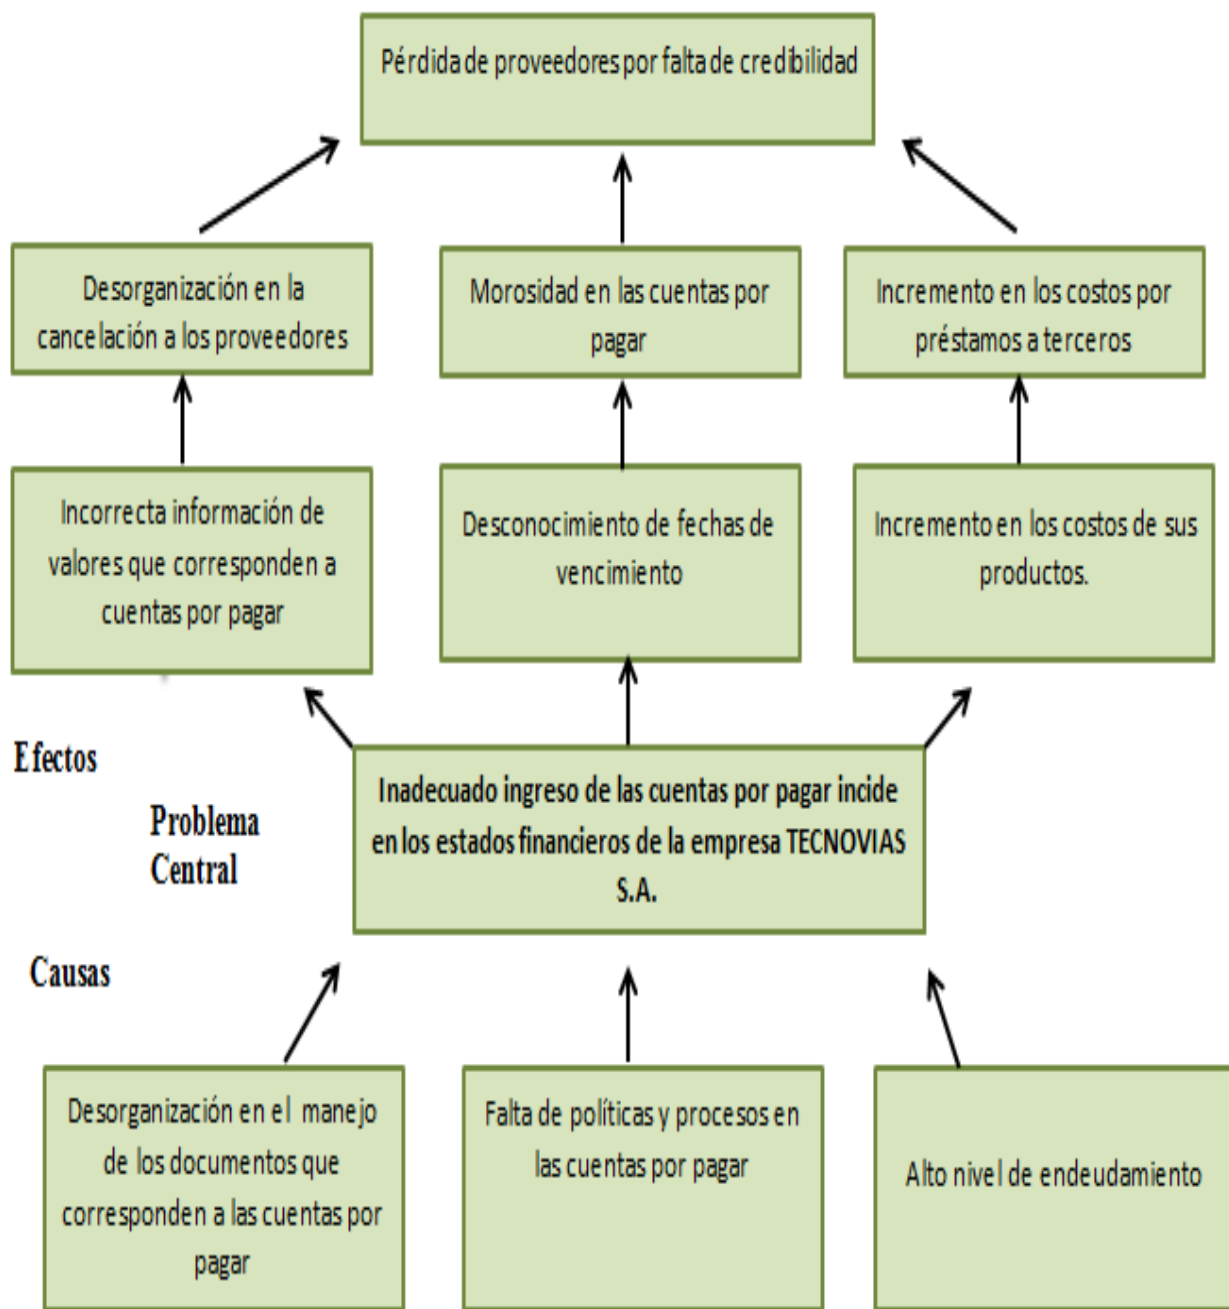 Pérdida de proveedores por falta de credibilidad
Desorganización en la
cancelación a los proveedores
Morosidad en las cuentas por
pagar
Incremento en los costos por
préstamos a terceros
Incorrecta información de
valores que corresponden a
cuentas por pagar
Desconocimiento de fechas de
vencimiento
Incremento en los costos de sus
productos.
Efectos
Problema
Central
Inadecuado ingreso de las cuentas por pagar incide
en los estados financieros de la empresa TECNOVIAS
S.A.
Causas
Desorganización en el manejo
de los documentos que
corresponden a las cuentas por
pagar
Falta de políticas y procesos en
las cuentas por pagar
Alto nivel de endeudamiento